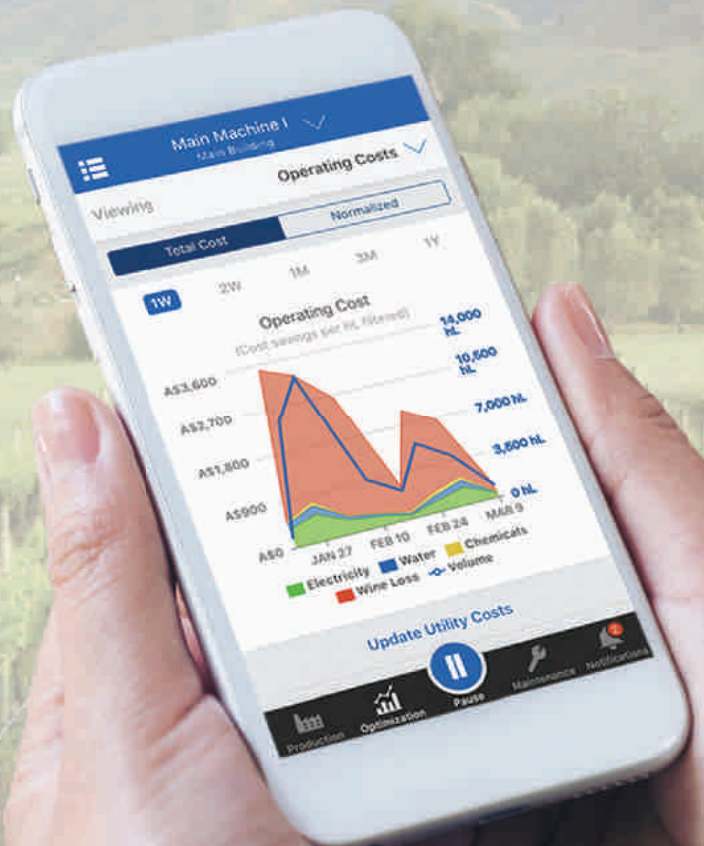 Main Machine I
Main Building
Viewing
Operating Costs
Total Cost
Normalized
1W
2W
1M
3M
1Y
Operating Cost
(Cost savings per hL filtered)
A$3,600
A$2,700
A$1,800
A$900
A$0
14,000
hL
10,500
hL
7,000 hL
3,500 hL
0 hL
JAN 27
FEB 10
FEB 24
MAR 9
Electricity
Water
Chemicals
Wine Loss
Volume
Update Utility Costs
Production
Optimization
Pause
Maintenance
Notifications
2